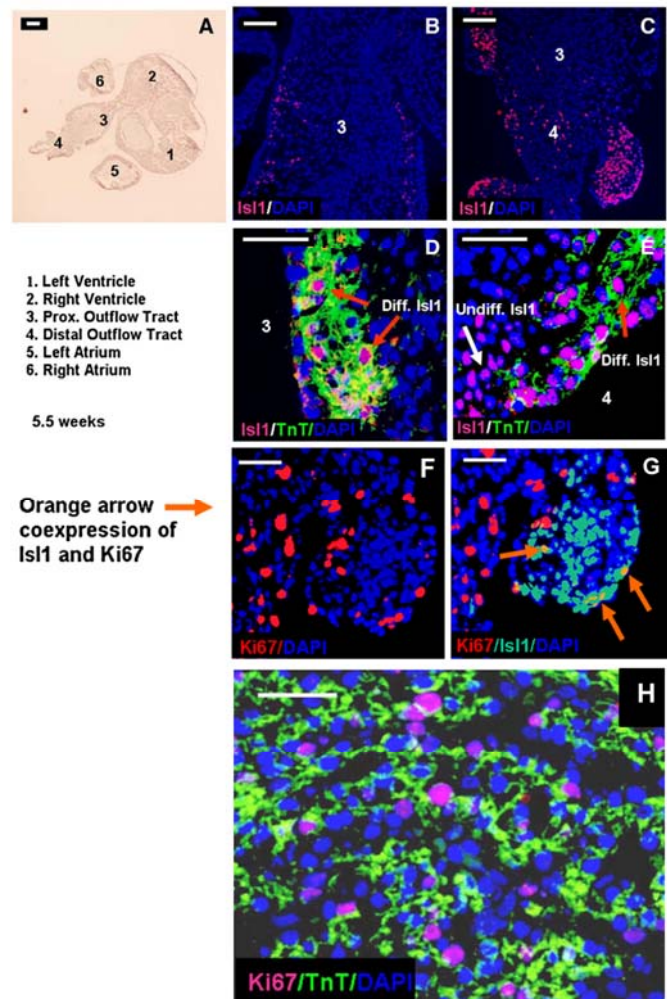 A
2
6
3
4
1
5
B
3
Isl1/DAPI
C
3
4
Isl1/DAPI
1. Left Ventricle
2. Right Ventricle
3. Prox. Outflow Tract
4. Distal Outflow Tract
5. Left Atrium
6. Right Atrium
5.5 weeks
D
Diff. Isl1
3
Isl1/TnT/DAPI
E
Undiff. Isl1
Diff. Isl1
4
Isl1/TnT/DAPI
Orange arrow
coexpression of
Isl1 and Ki67
F
Ki67/DAPI
G
Ki67/Isl1/DAPI
H
Ki67/TnT/DAPI